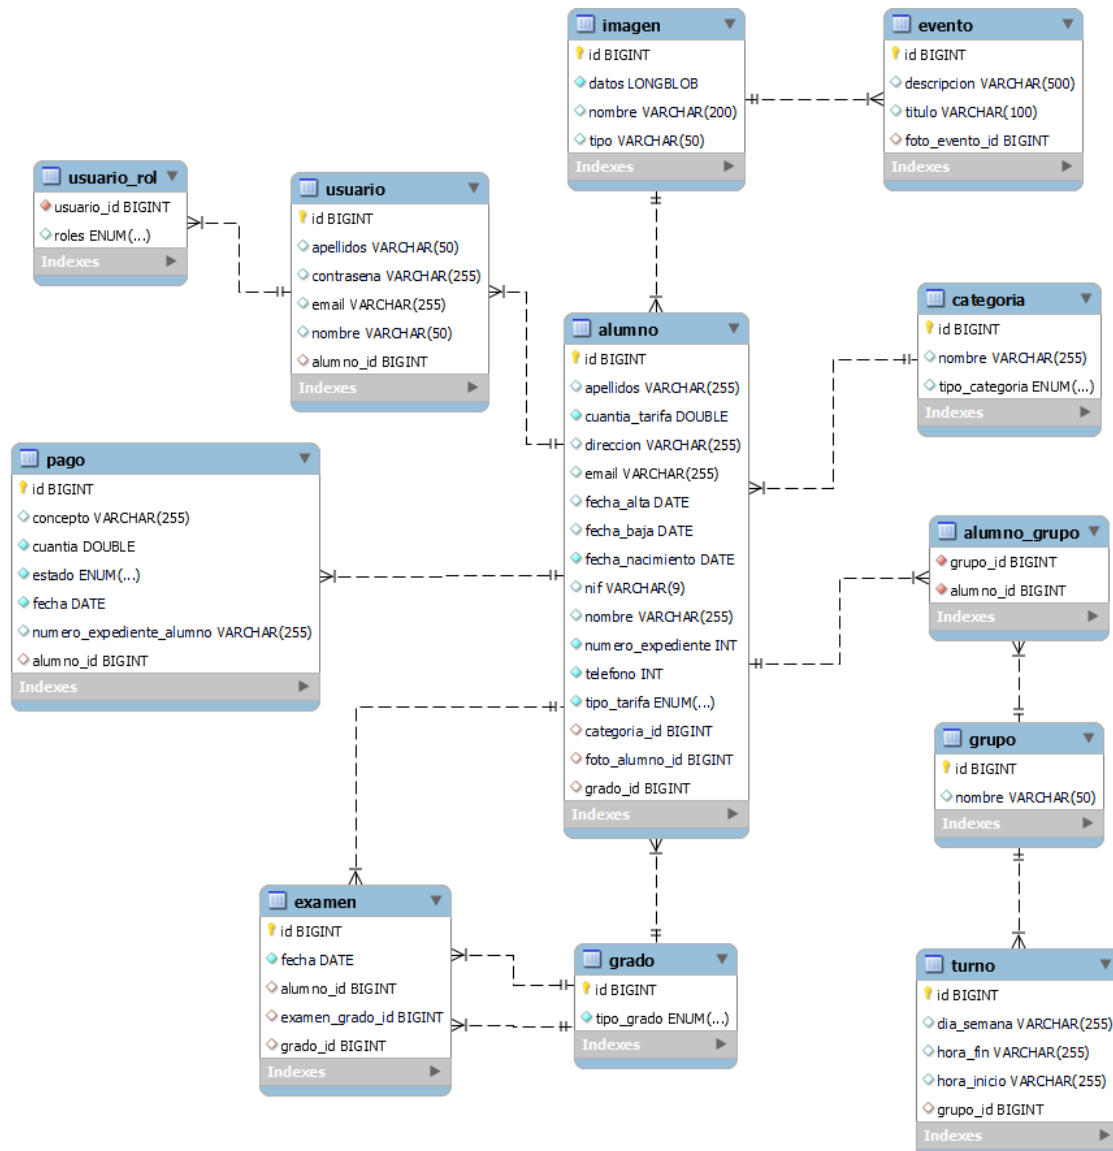 imagen
id BIGINT
datos LONGBLOB
nombre VARCHAR(200)
tipo VARCHAR(50)
Indexes
evento
id BIGINT
descripcion VARCHAR(500)
titulo VARCHAR(100)
foto_evento_id BIGINT
Indexes
usuario_rol
usuario_id BIGINT
roles ENUM(...)
Indexes
usuario
id BIGINT
apellidos VARCHAR(50)
contrasena VARCHAR(255)
email VARCHAR(255)
nombre VARCHAR(50)
alumno_id BIGINT
Indexes
categoria
id BIGINT
nombre VARCHAR(255)
tipo_categoria ENUM(...)
Indexes
alumno
id BIGINT
apellidos VARCHAR(255)
cuantia_tarifa DOUBLE
direccion VARCHAR(255)
email VARCHAR(255)
fecha_alta DATE
fecha_baja DATE
fecha_nacimiento DATE
nif VARCHAR(9)
nombre VARCHAR(255)
numero_expediente INT
telefono INT
tipo_tarifa ENUM(...)
categoria_id BIGINT
foto_alumno_id BIGINT
grado_id BIGINT
Indexes
pago
id BIGINT
concepto VARCHAR(255)
cuantia DOUBLE
estado ENUM(...)
fecha DATE
numero_expediente_alumno VARCHAR(255)
alumno_id BIGINT
Indexes
alumno_grupo
grupo_id BIGINT
alumno_id BIGINT
Indexes
grupo
id BIGINT
nombre VARCHAR(50)
Indexes
examen
id BIGINT
fecha DATE
alumno_id BIGINT
examen_grado_id BIGINT
grado_id BIGINT
Indexes
grado
id BIGINT
tipo_grado ENUM(...)
Indexes
turno
id BIGINT
dia_semana VARCHAR(255)
hora_fin VARCHAR(255)
hora_inicio VARCHAR(255)
grupo_id BIGINT
Indexes